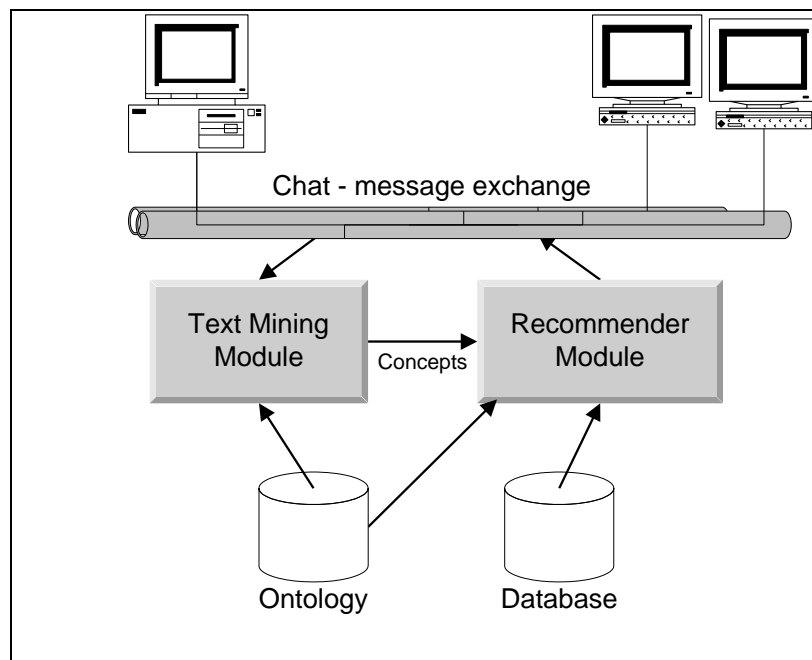 Chat - message exchange
Text Mining
Module
Concepts
Recommender
Module
Ontology
Database